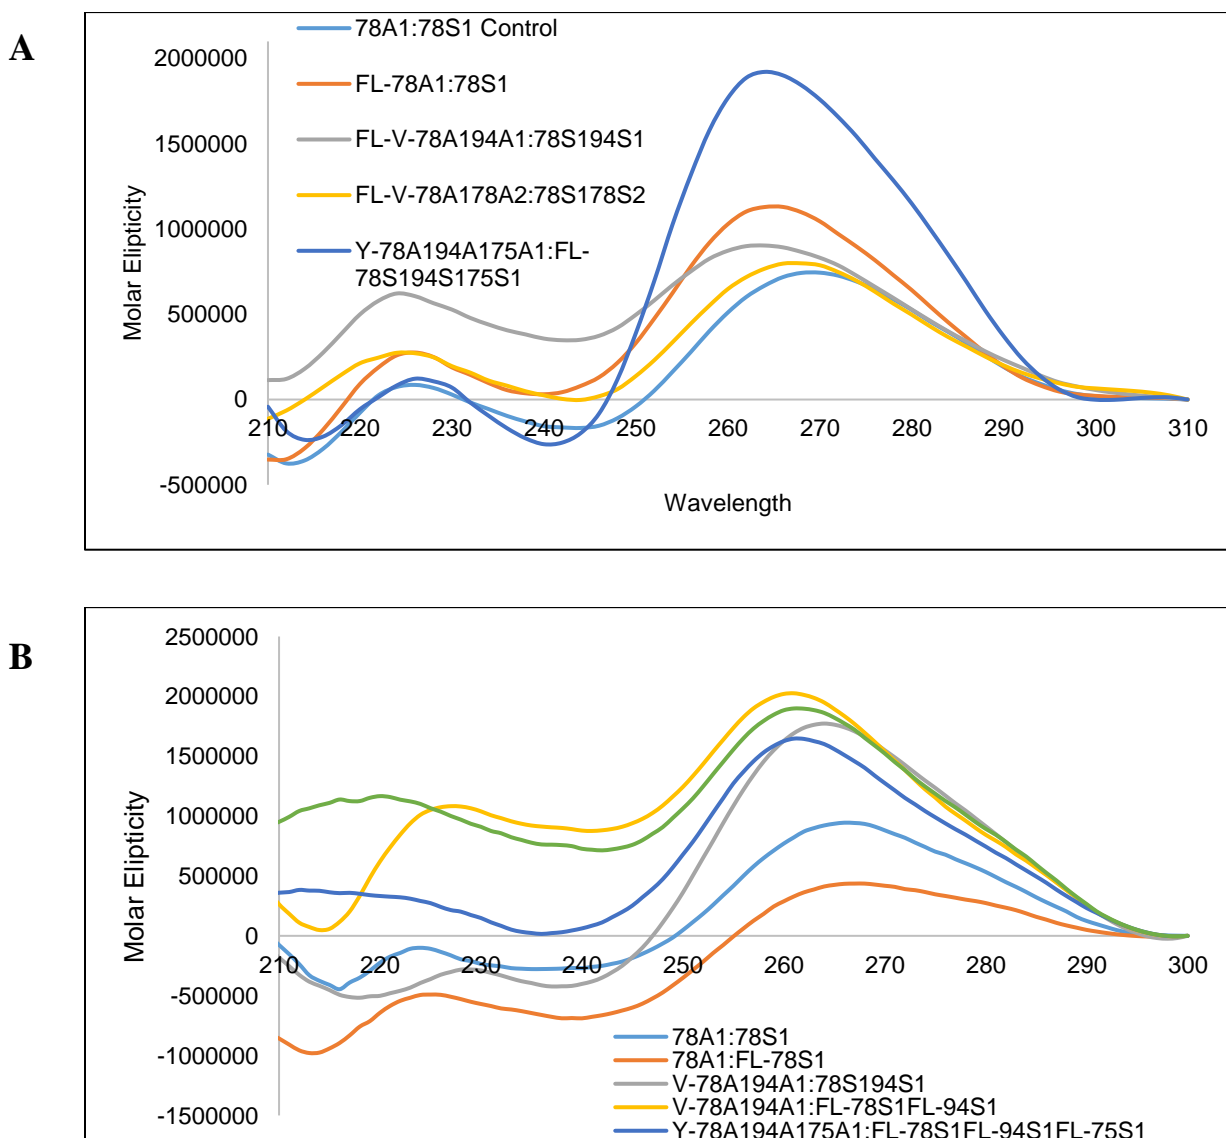 A
78A1:78S1 Control
FL-78A1:78S1
FL-V-78A194A1:78S194S1
FL-V-78A178A2:78S178S2
Y-78A194A175A1:FL-
78S194S175S1
Molar Elipticity
2000000
1500000
1000000
500000
0
-500000
210 220 230 240 250 260 270 280 290 300 310
Wavelength
B
Molar Elipticity
2500000
2000000
1500000
1000000
500000
0
-500000
-1000000
-1500000
210 220 230 240 250 260 270 280 290 300
78A1:78S1
78A1:FL-78S1
V-78A194A1:78S194S1
V-78A194A1:FL-78S1FL-94S1
Y-78A194A175A1:FL-78S1FL-94S1FL-75S1